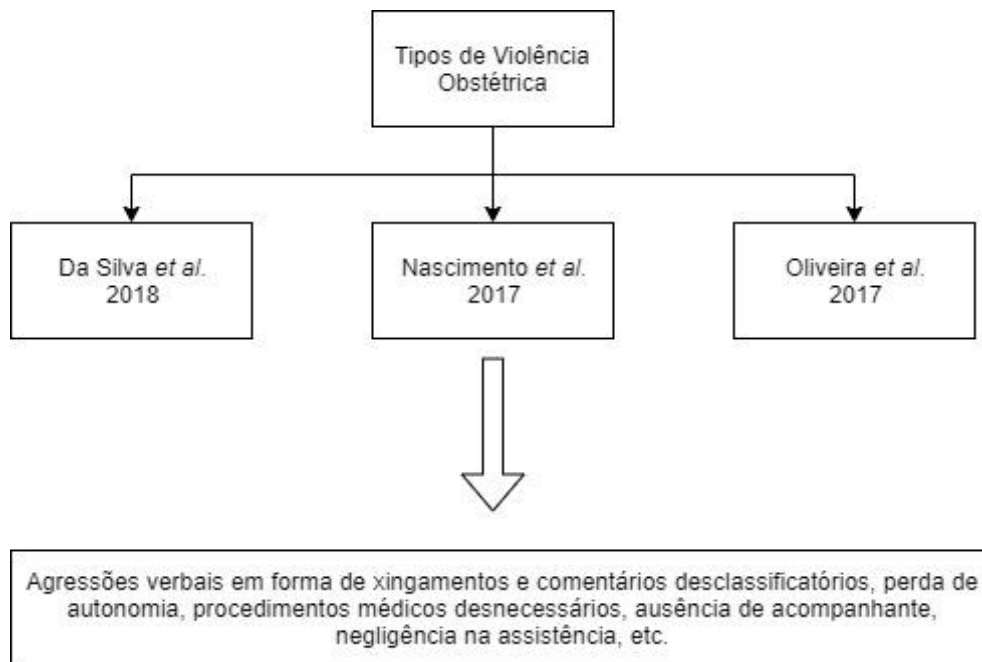 Tipos de Violência
Obstétrica
Da Silva et al.
2018
Nascimento et al.
2017
Oliveira et al.
2017
Agressões verbais em forma de xingamentos e comentários desclassificatórios, perda de
autonomia, procedimentos médicos desnecessários, ausência de acompanhante,
negligência na assistência, etc.